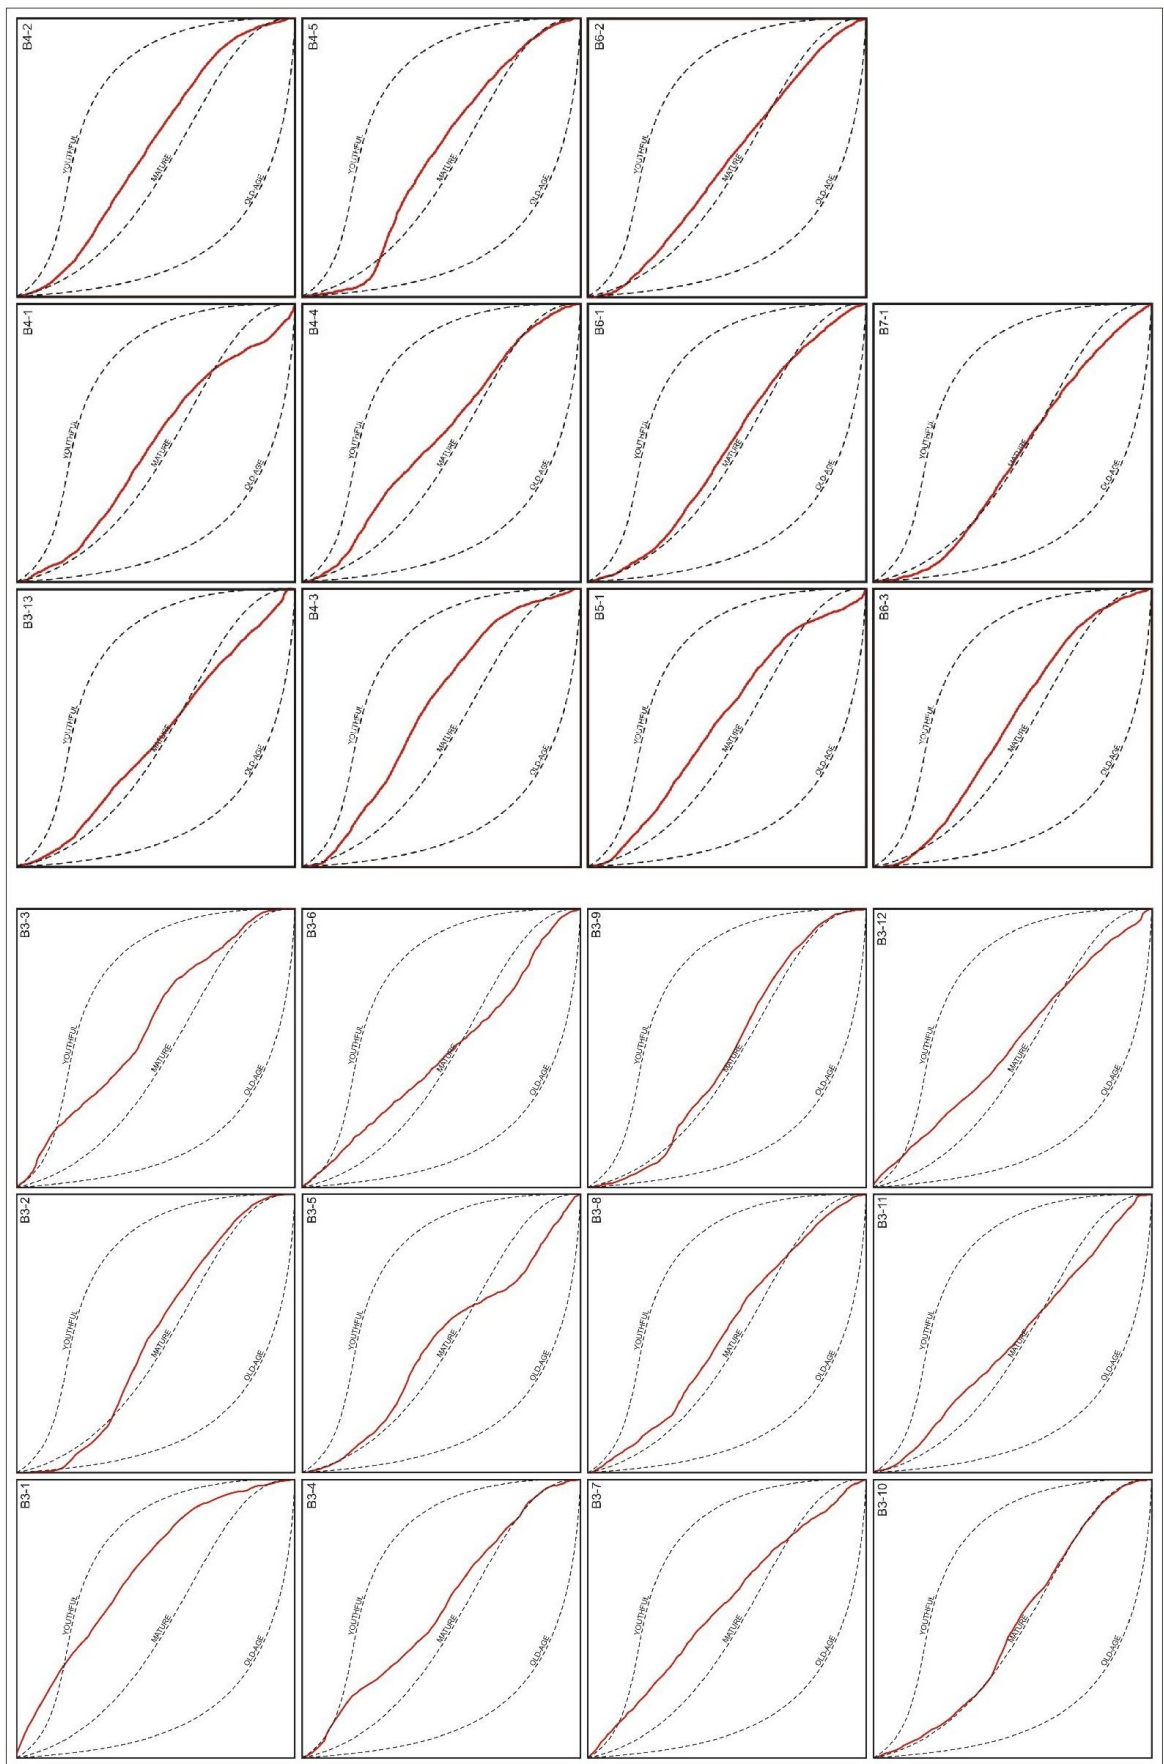 B3-1
YOUTHFUL
MATURE
OLD-AGE
B3-2
YOUTHFUL
MATURE
OLD-AGE
B3-3
YOUTHFUL
MATURE
OLD-AGE
B3-4
YOUTHFUL
MATURE
OLD-AGE
B3-5
YOUTHFUL
MATURE
OLD-AGE
B3-6
YOUTHFUL
MATURE
OLD-AGE
B3-7
YOUTHFUL
MATURE
OLD-AGE
B3-8
YOUTHFUL
MATURE
OLD-AGE
B3-9
YOUTHFUL
MATURE
OLD-AGE
B3-10
YOUTHFUL
MATURE
OLD-AGE
B3-11
YOUTHFUL
MATURE
OLD-AGE
B3-12
YOUTHFUL
MATURE
OLD-AGE
B3-13
YOUTHFUL
MATURE
OLD-AGE
B4-1
YOUTHFUL
MATURE
OLD-AGE
B4-2
YOUTHFUL
MATURE
OLD-AGE
B4-3
YOUTHFUL
MATURE
OLD-AGE
B4-4
YOUTHFUL
MATURE
OLD-AGE
B4-5
YOUTHFUL
MATURE
OLD-AGE
B5-1
YOUTHFUL
MATURE
OLD-AGE
B6-1
YOUTHFUL
MATURE
OLD-AGE
B6-2
YOUTHFUL
MATURE
OLD-AGE
B6-3
YOUTHFUL
MATURE
OLD-AGE
B7-1
YOUTHFUL
MATURE
OLD-AGE